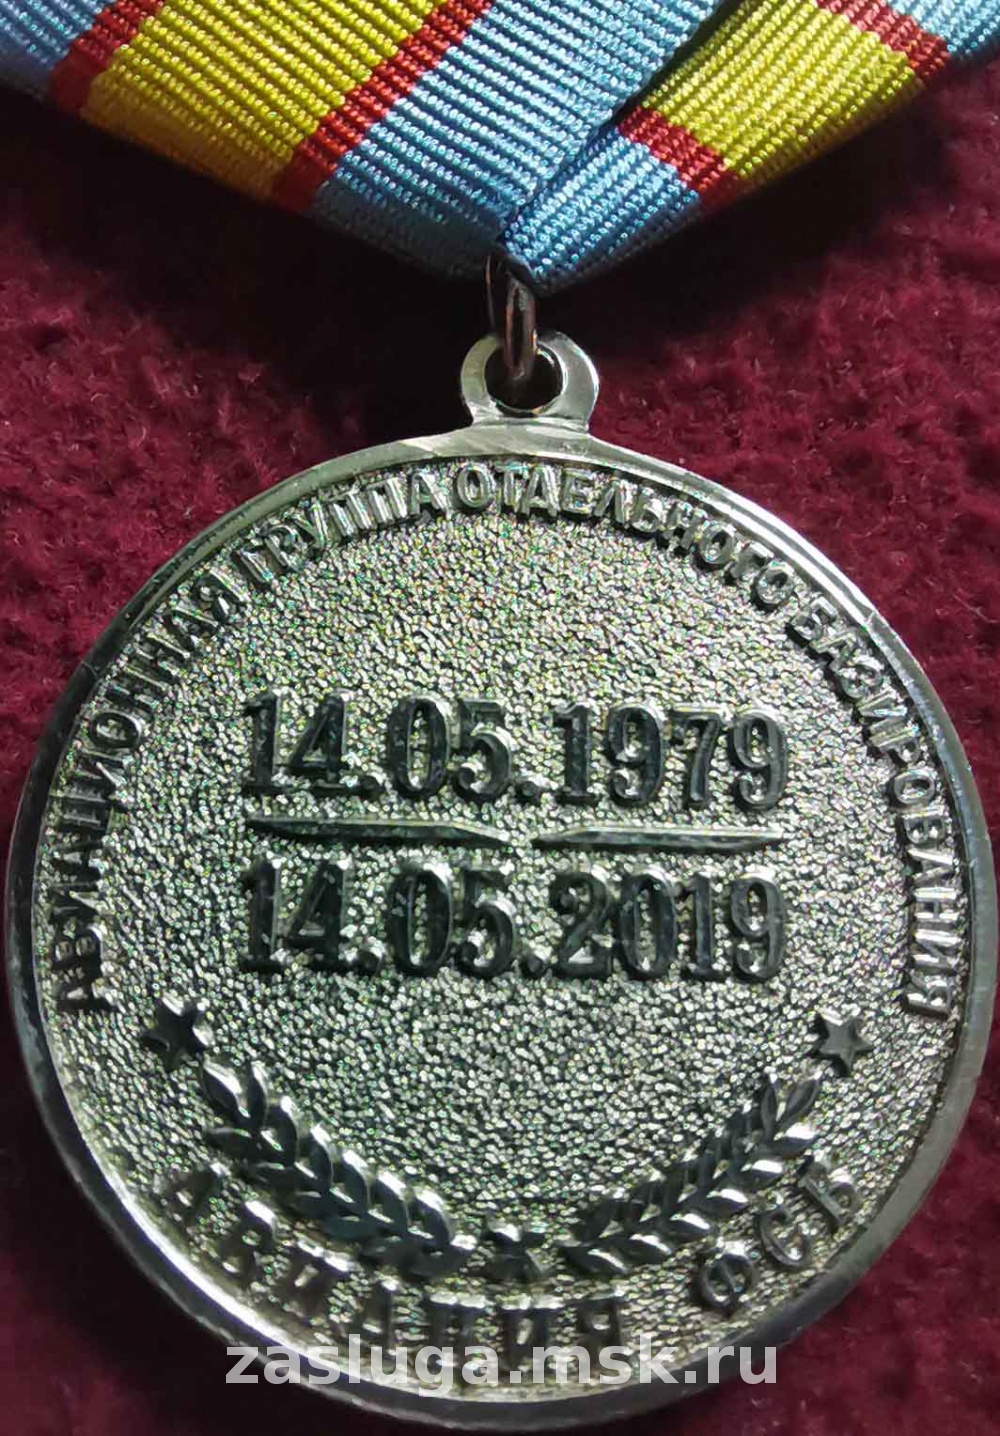 АВИАЦИОННАЯ ГРУППА ОТДЕЛЬНОГО БАЗИРОВАНИЯ
14.05.1979
14.05.2019
АВИАЦИЯ ФСБ
zasluga.msk.ru